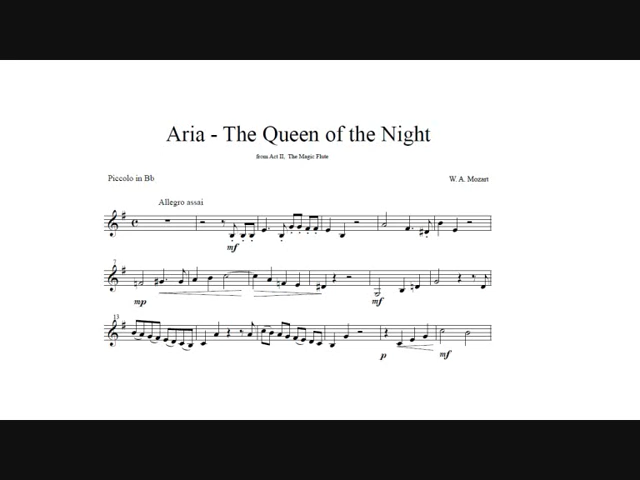 Aria - The Queen of the Night
from Act II, The Magic Flute
Piccolo in Bb
W. A. Mozart
Allegro assai
mf
7
mp
mf
13
p
mf